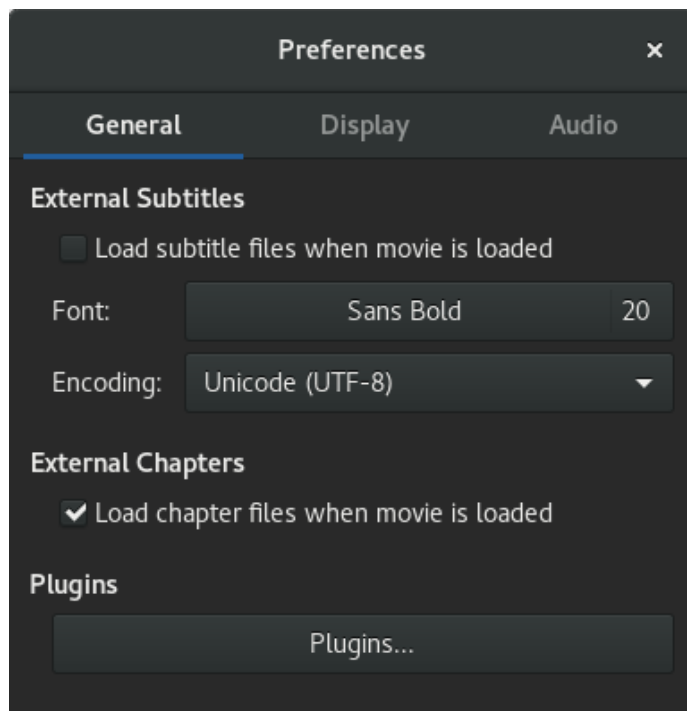 Preferences
General Display Audio
External Subtitles
Load subtitle files when movie is loaded
Font: Sans Bold 20
Encoding: Unicode (UTF-8)
External Chapters
Load chapter files when movie is loaded
Plugins
Plugins...